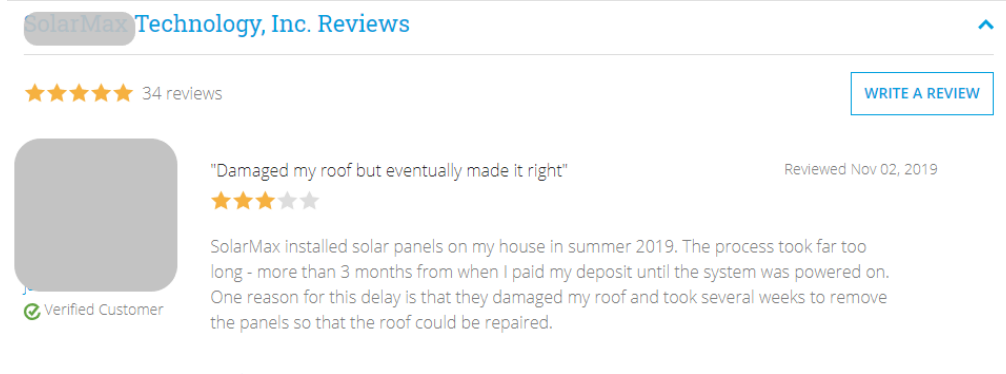 SolarMax Technology, Inc. Reviews
34 reviews
WRITE A REVIEW
"Damaged my roof but eventually made it right"
Reviewed Nov 02, 2019
SolarMax installed solar panels on my house in summer 2019. The process took far too
long - more than 3 months from when I paid my deposit until the system was powered on.
One reason for this delay is that they damaged my roof and took several weeks to remove
the panels so that the roof could be repaired.
Verified Customer